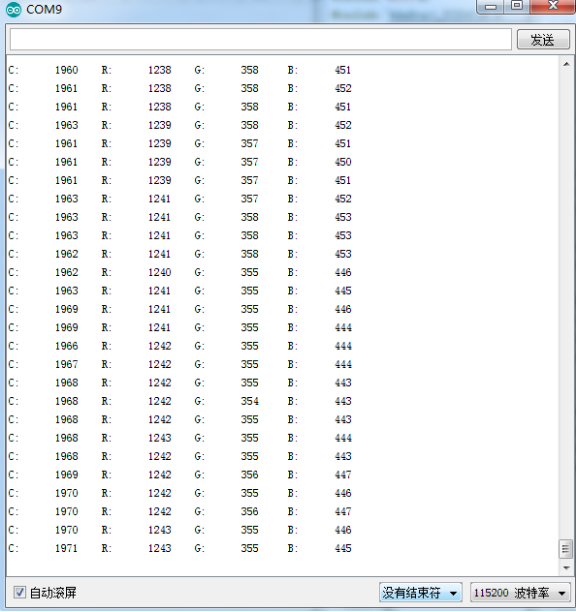 COM9
发送
C: 1960 R: 1238 G: 358 B: 451
C: 1961 R: 1238 G: 358 B: 452
C: 1961 R: 1238 G: 358 B: 451
C: 1963 R: 1239 G: 358 B: 452
C: 1961 R: 1239 G: 357 B: 451
C: 1961 R: 1239 G: 357 B: 450
C: 1961 R: 1239 G: 357 B: 451
C: 1963 R: 1241 G: 357 B: 452
C: 1963 R: 1241 G: 358 B: 453
C: 1963 R: 1241 G: 358 B: 453
C: 1962 R: 1241 G: 358 B: 453
C: 1962 R: 1240 G: 355 B: 446
C: 1963 R: 1241 G: 355 B: 445
C: 1969 R: 1241 G: 355 B: 446
C: 1969 R: 1241 G: 355 B: 444
C: 1966 R: 1242 G: 355 B: 444
C: 1967 R: 1242 G: 355 B: 444
C: 1968 R: 1242 G: 355 B: 443
C: 1968 R: 1242 G: 354 B: 443
C: 1968 R: 1242 G: 355 B: 443
C: 1968 R: 1243 G: 355 B: 444
C: 1968 R: 1242 G: 355 B: 443
C: 1969 R: 1242 G: 356 B: 447
C: 1970 R: 1242 G: 355 B: 446
C: 1970 R: 1242 G: 356 B: 447
C: 1970 R: 1243 G: 355 B: 446
C: 1971 R: 1243 G: 355 B: 445
自动滚屏 没有结束符 115200 波特率